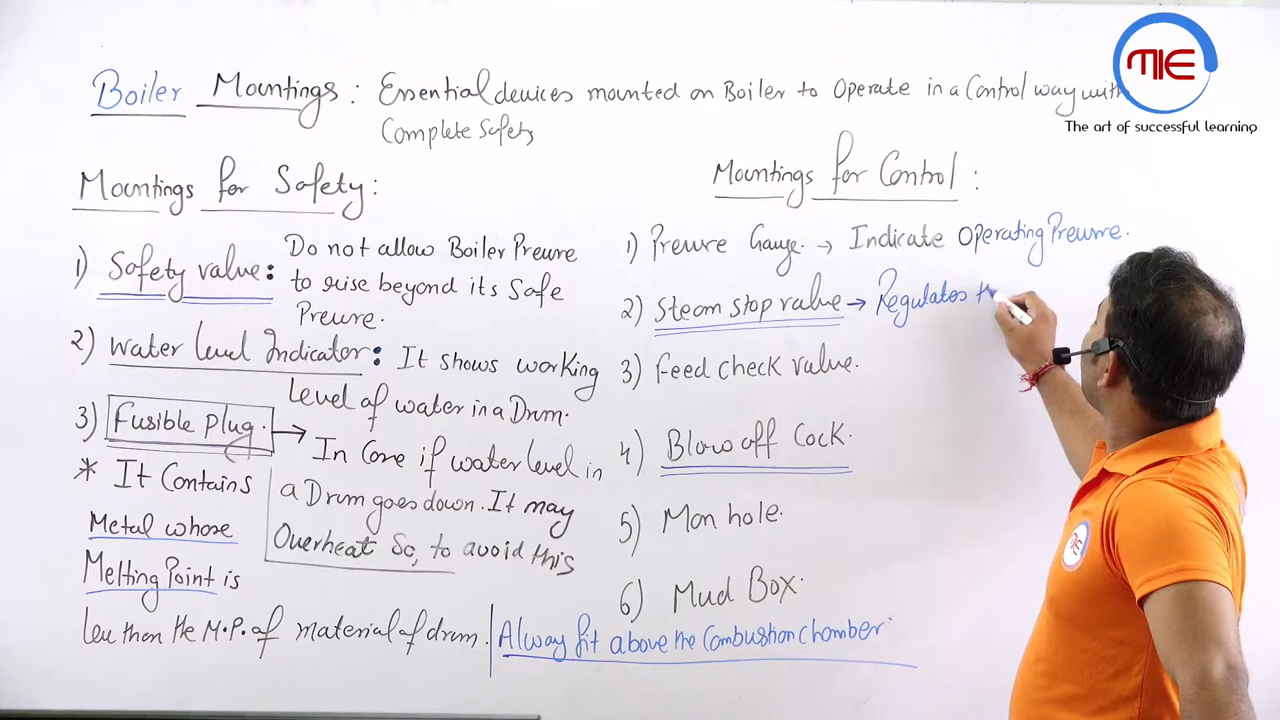 MIE
The art of successful learning
Boiler Mountings : Essential devices mounted on Boiler to Operate in a Control way with
Complete Safety
Mountings for Safety :
1) Safety valve : Do not allow Boiler Pressure
to rise beyond its Safe
Pressure.
2) Water level Indicator : It shows working
Level of water in a Drum.
3) Fusible plug. → In Case if water level in
a Drum goes down. It may
Overheat So, to avoid this
* It Contains
Metal whose
Melting Point is
Less than the M.P. of material of drum. Alway fit above the Combustion Chamber.
Mountings for Control :
1) Pressure Gauge. → Indicate Operating Pressure.
2) Steam stop valve → Regulates th
3) Feed check valve.
4) Blow off Cock.
5) Man hole.
6) Mud Box.
MIE